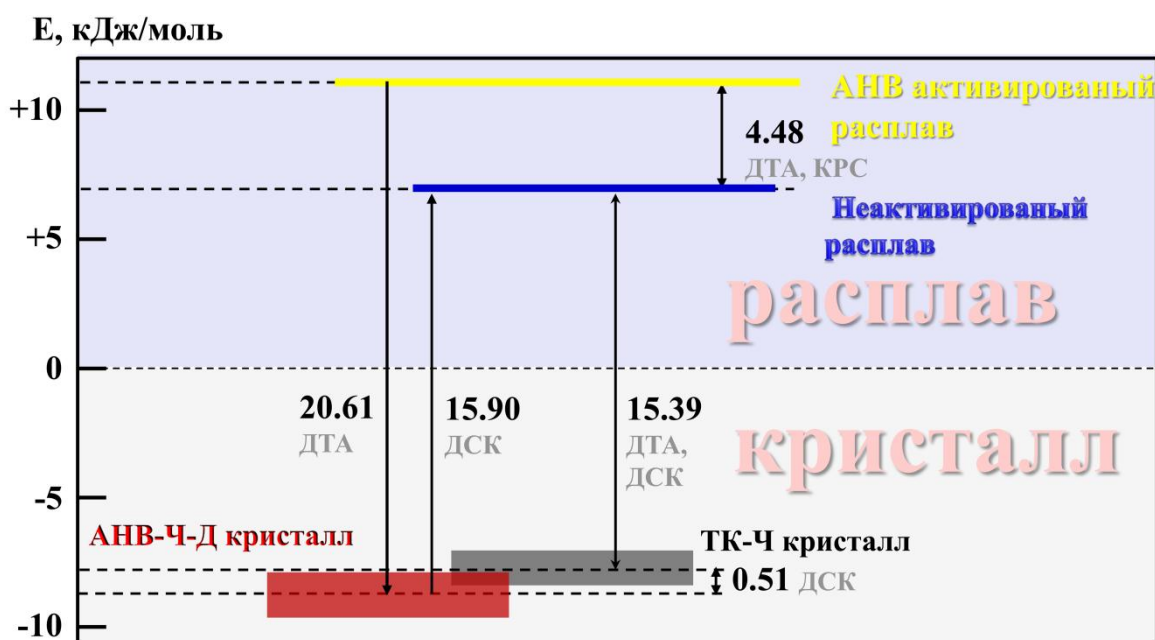 E, кДж/моль
АНВ активированый
расплав
+10
4.48
ДТА, КРС
Неактивированый
расплав
+5
расплав
0
20.61
ДТА
15.90
ДСК
15.39
ДТА,
ДСК
кристалл
-5
АНВ-Ч-Д кристалл
ТК-Ч кристалл
0.51 ДСК
-10